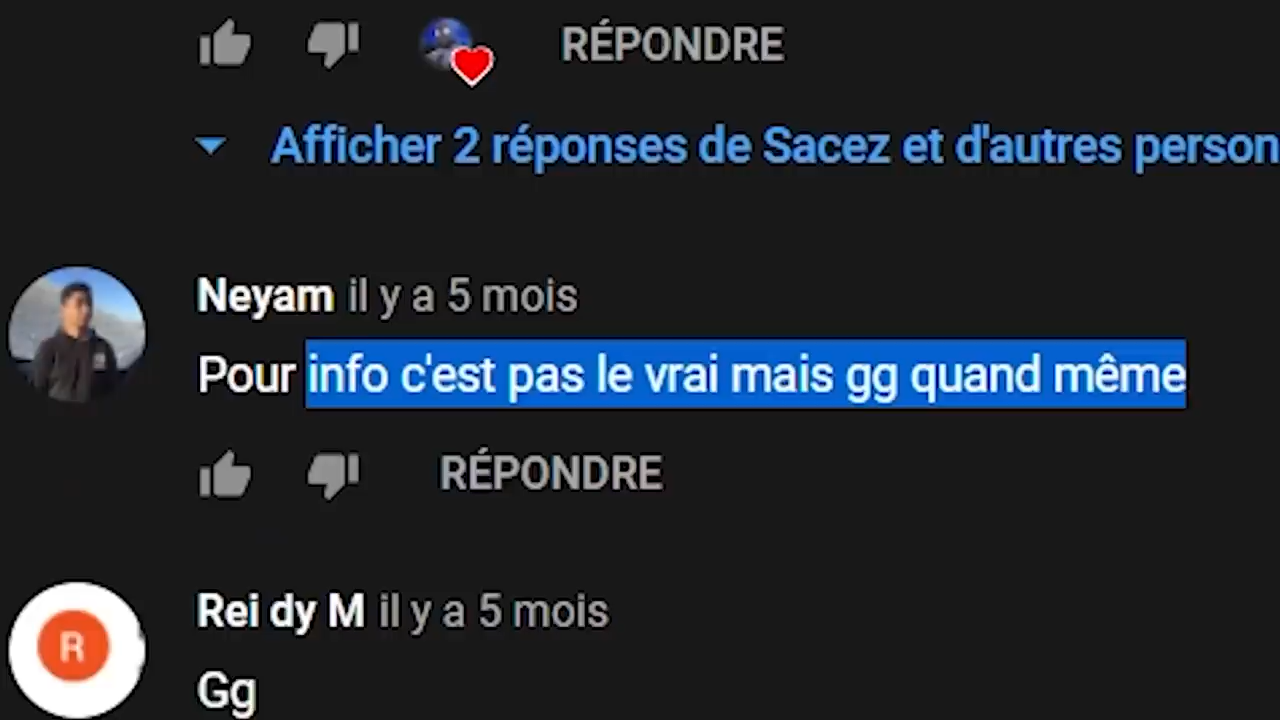 RÉPONDRE
Afficher 2 réponses de Sacez et d'autres person
Neyam il y a 5 mois
Pour info c'est pas le vrai mais gg quand même
RÉPONDRE
Rei dy M il y a 5 mois
R
Gg